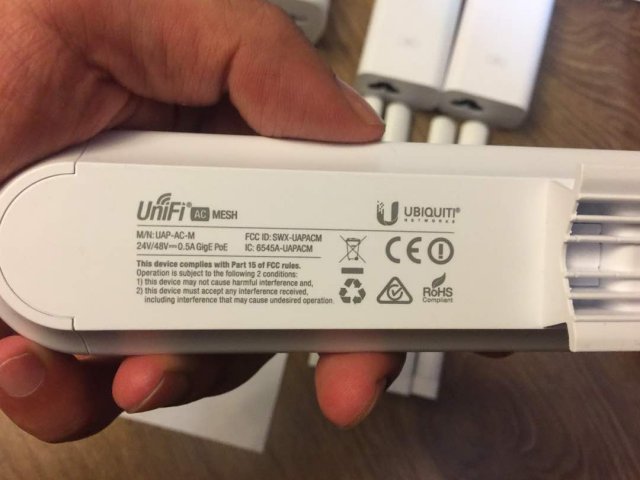 UniFi AC MESH
UBIQUITI
NETWORKS
M/N: UAP-AC-M
24V/48V⎓0.5A GigE PoE
FCC ID: SWX-UAPACM
IC: 6545A-UAPACM
This device complies with Part 15 of FCC rules.
Operation is subject to the following 2 conditions:
1) this device may not cause harmful interference and,
2) this device must accept any interference received,
including interference that may cause undesired operation.
CE
RoHS
Compliant